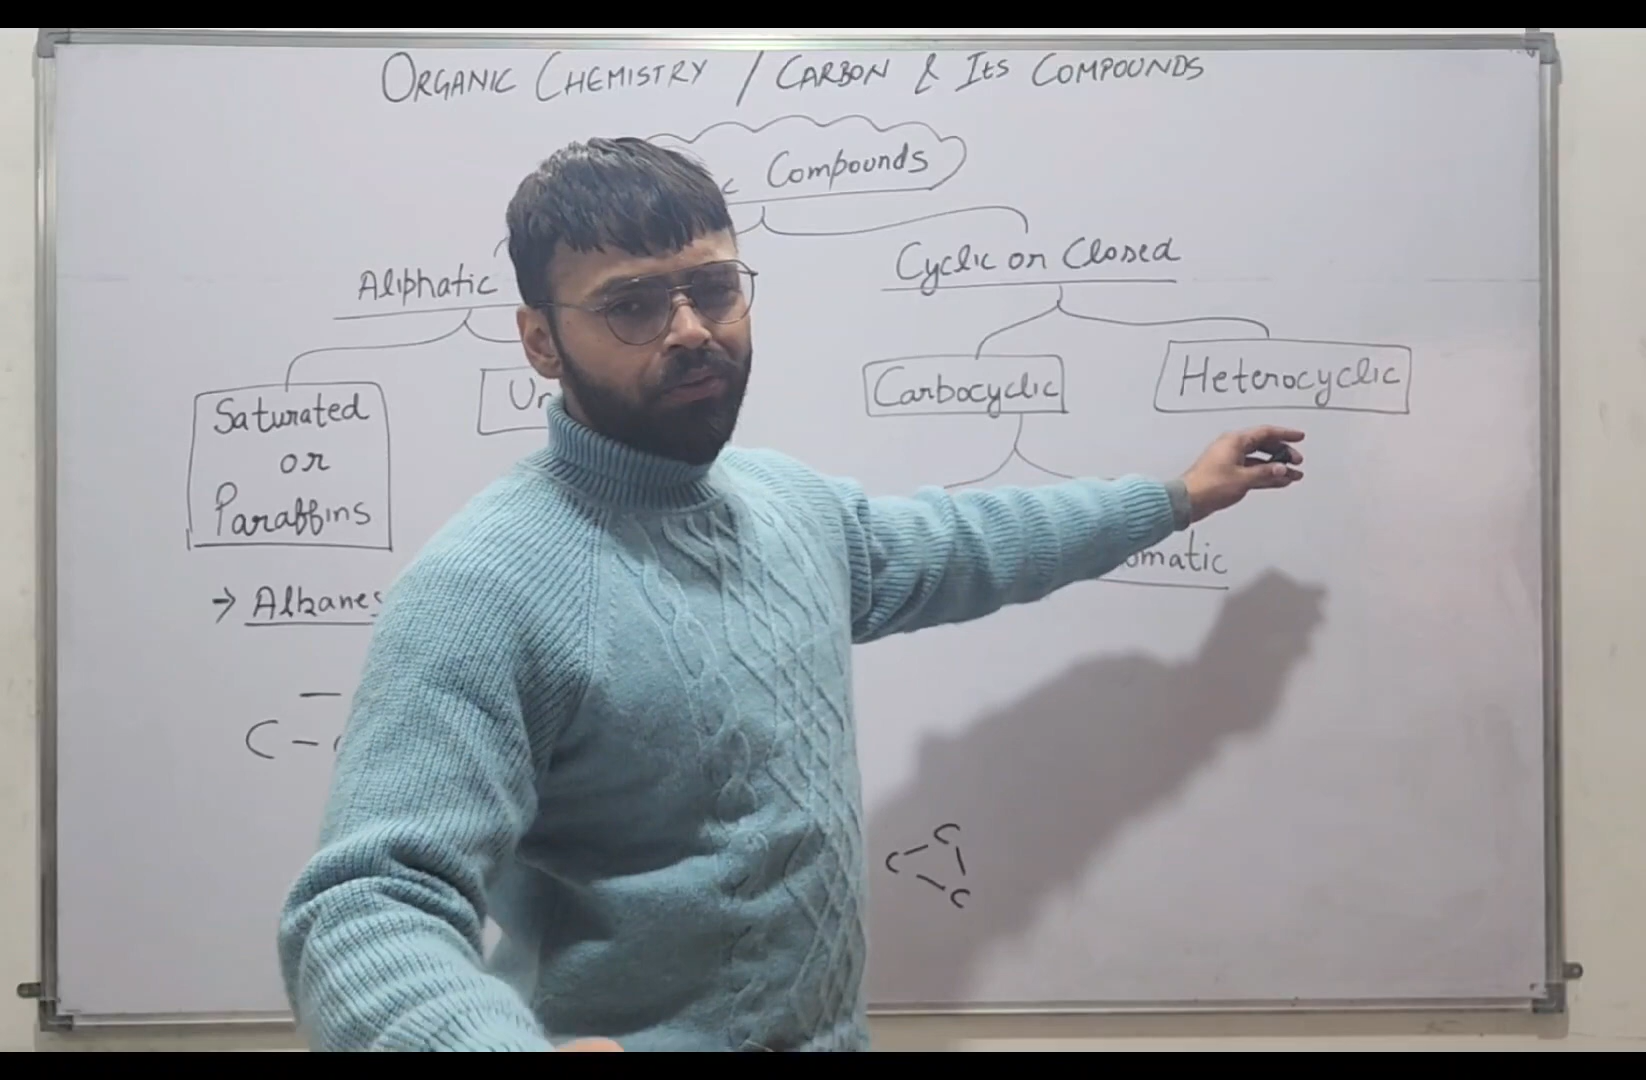 ORGANIC CHEMISTRY / CARBON & ITS COMPOUNDS
Compounds
Aliphatic
Cyclic or Closed
Saturated
or
Paraffins
Carbocyclic
Heterocyclic
→ Alkanes
C –
C
C
C